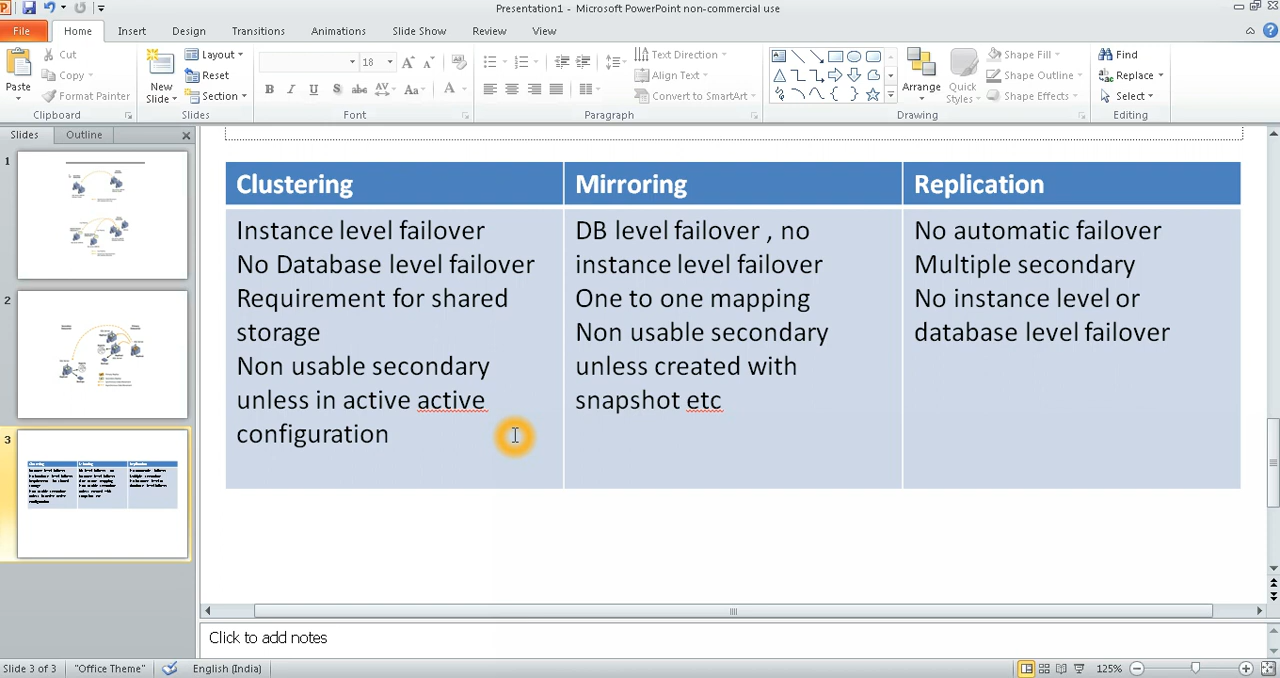 Presentation1 - Microsoft PowerPoint non-commercial use
File Home Insert Design Transitions Animations Slide Show Review View
Paste
Cut
Copy
Format Painter
Clipboard
New
Slide
Layout
Reset
Section
Slides
18
Font
Text Direction
Align Text
Convert to SmartArt
Paragraph
Arrange
Quick
Styles
Shape Fill
Shape Outline
Shape Effects
Drawing
Find
Replace
Select
Editing
Slides Outline
1
2
3
Clustering
Instance level failover
No Database level failover
Requirement for shared
storage
Non usable secondary
unless in active active
configuration
Mirroring
DB level failover , no
instance level failover
One to one mapping
Non usable secondary
unless created with
snapshot etc
Replication
No automatic failover
Multiple secondary
No instance level or
database level failover
Click to add notes
Slide 3 of 3 "Office Theme" English (India) 125%